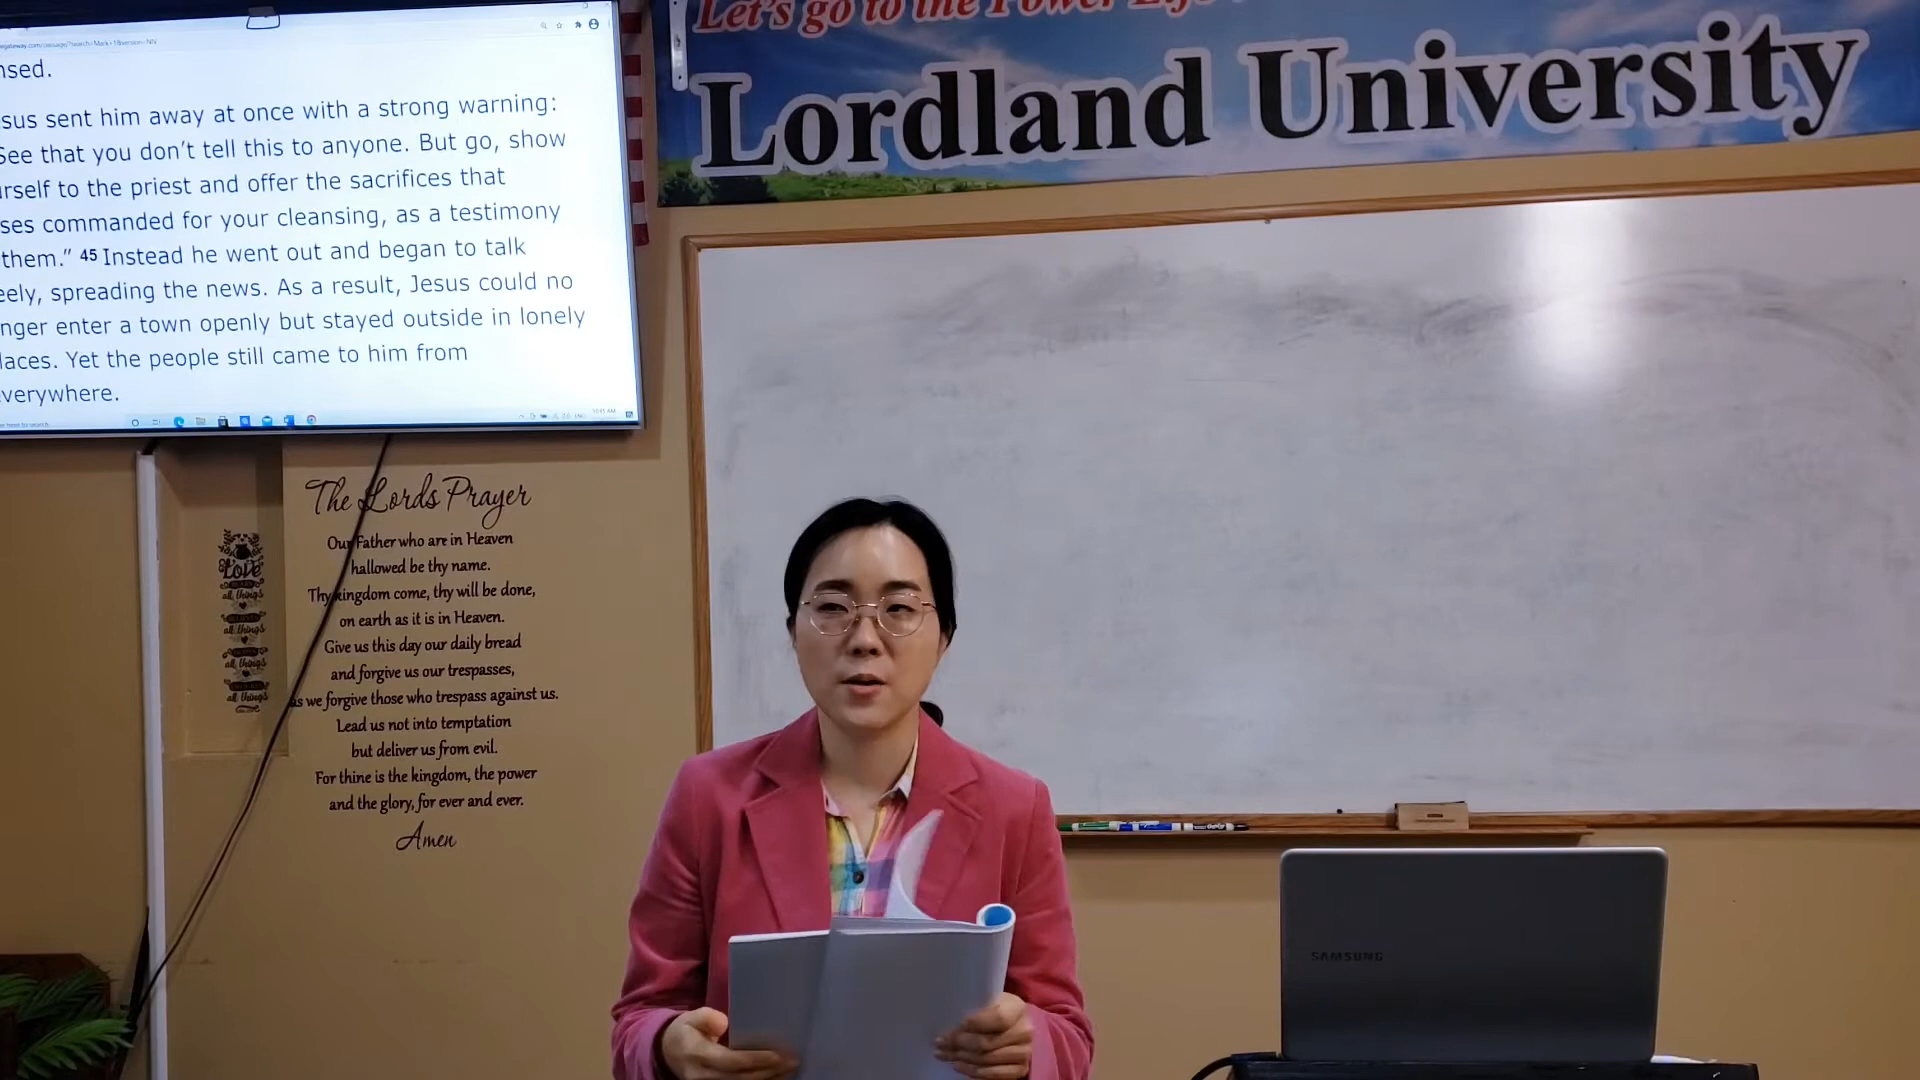 Let's go to the Power Life
Lordland University
nsed.
sus sent him away at once with a strong warning:
See that you don't tell this to anyone. But go, show
urself to the priest and offer the sacrifices that
ses commanded for your cleansing, as a testimony
them." 45 Instead he went out and began to talk
eely, spreading the news. As a result, Jesus could no
nger enter a town openly but stayed outside in lonely
laces. Yet the people still came to him from
verywhere.
The Lords Prayer
Our Father who are in Heaven
hallowed be thy name.
Thy kingdom come, thy will be done,
on earth as it is in Heaven.
Give us this day our daily bread
and forgive us our trespasses,
as we forgive those who trespass against us.
Lead us not into temptation
but deliver us from evil.
For thine is the kingdom, the power
and the glory, for ever and ever.
Amen
Love
all things
all things
all things
all things
SAMSUNG